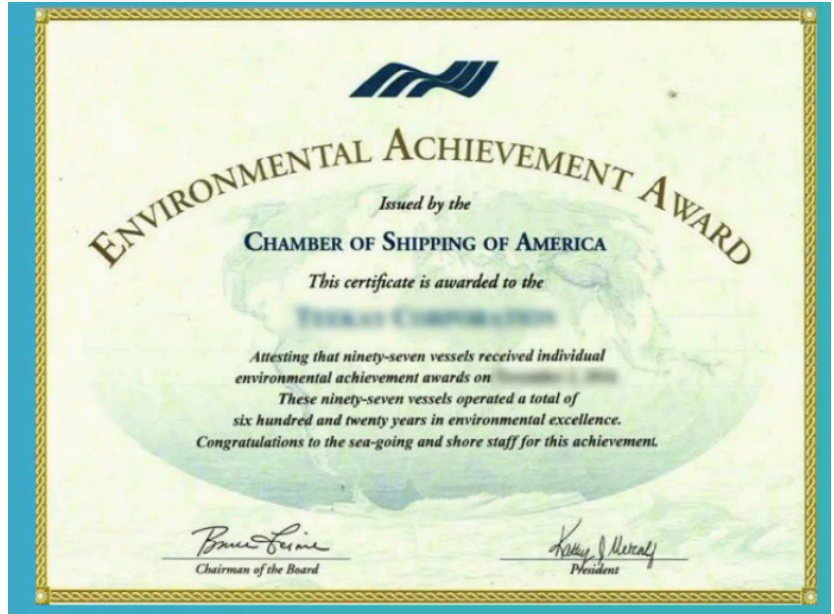 ENVIRONMENTAL ACHIEVEMENT AWARD
Issued by the
CHAMBER OF SHIPPING OF AMERICA
This certificate is awarded to the
Attesting that ninety-seven vessels received individual
environmental achievement awards on
These ninety-seven vessels operated a total of
six hundred and twenty years in environmental excellence.
Congratulations to the sea-going and shore staff for this achievement.
Chairman of the Board
President